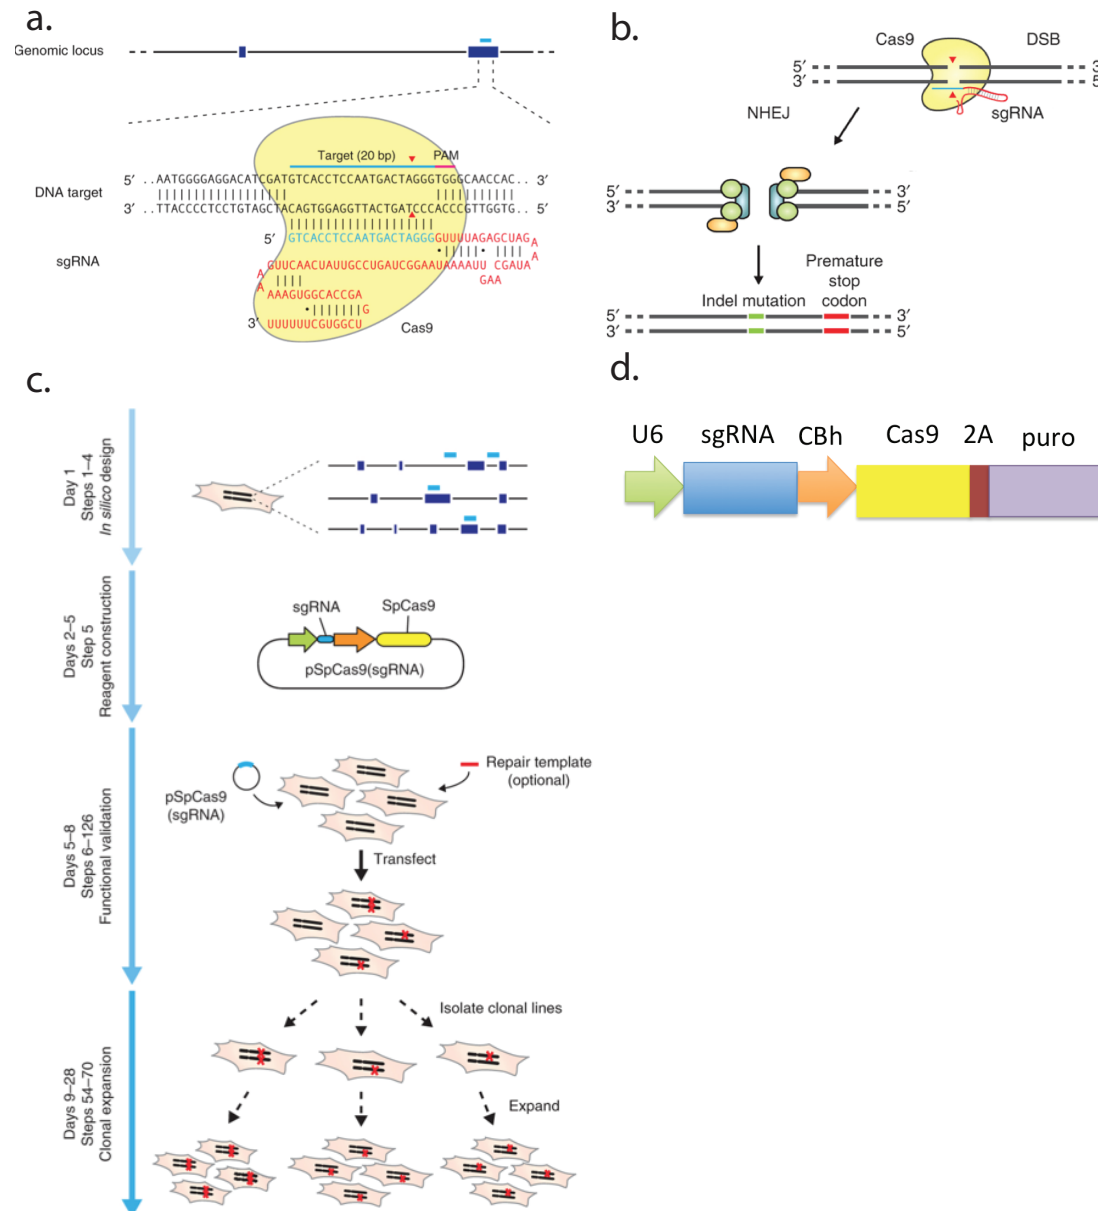 a.
Genomic locus
Target (20 bp)
PAM
DNA target
5′ ..AATGGGGAGGACATCGATGTCACCTCCAATGACTAGGGTGGGCAACCAC.. 3′
3′ ..TTACCCCTCCTGTAGCTACAGTGGAGGTTACTGATCCCACCCGTTGGTG.. 5′
sgRNA
5′ GTCACCTCCAATGACTAGGGGUUUUAGAGCUAG
A
A
GUUCAACUAUUGCCUGAUCGGAAUAAAAUU CGAUA
GAA
A
A
AAAGUGGCACCGA
G
3′ UUUUUUCGUGGCU
Cas9
b.
Cas9
DSB
5′
3′
3′
5′
sgRNA
NHEJ
5′
3′
3′
5′
Premature
stop
codon
Indel mutation
5′
3′
3′
5′
c.
Day 1
Steps 1–4
In silico design
Days 2–5
Step 5
Reagent construction
sgRNA
SpCas9
pSpCas9(sgRNA)
Days 5–8
Steps 6–126
Functional validation
pSpCas9
(sgRNA)
Repair template
(optional)
Transfect
Days 9–28
Steps 54–70
Clonal expansion
Isolate clonal lines
Expand
d.
U6 sgRNA CBh Cas9 2A puro